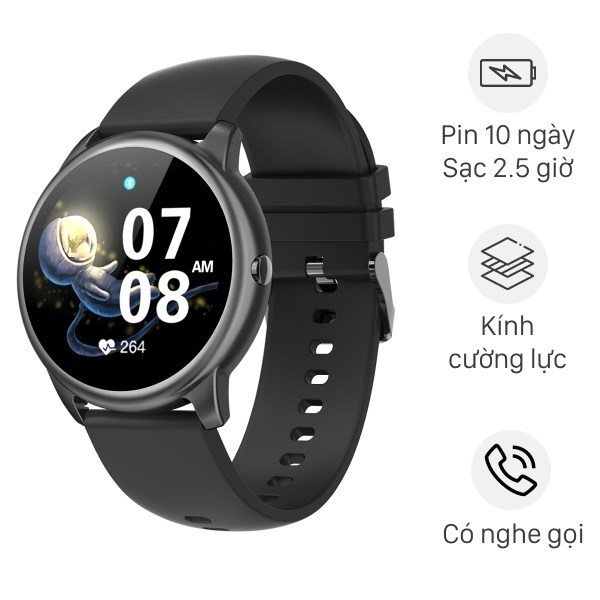 07
08
AM
264
Pin 10 ngày
Sạc 2.5 giờ
Kính
cường lực
Có nghe gọi